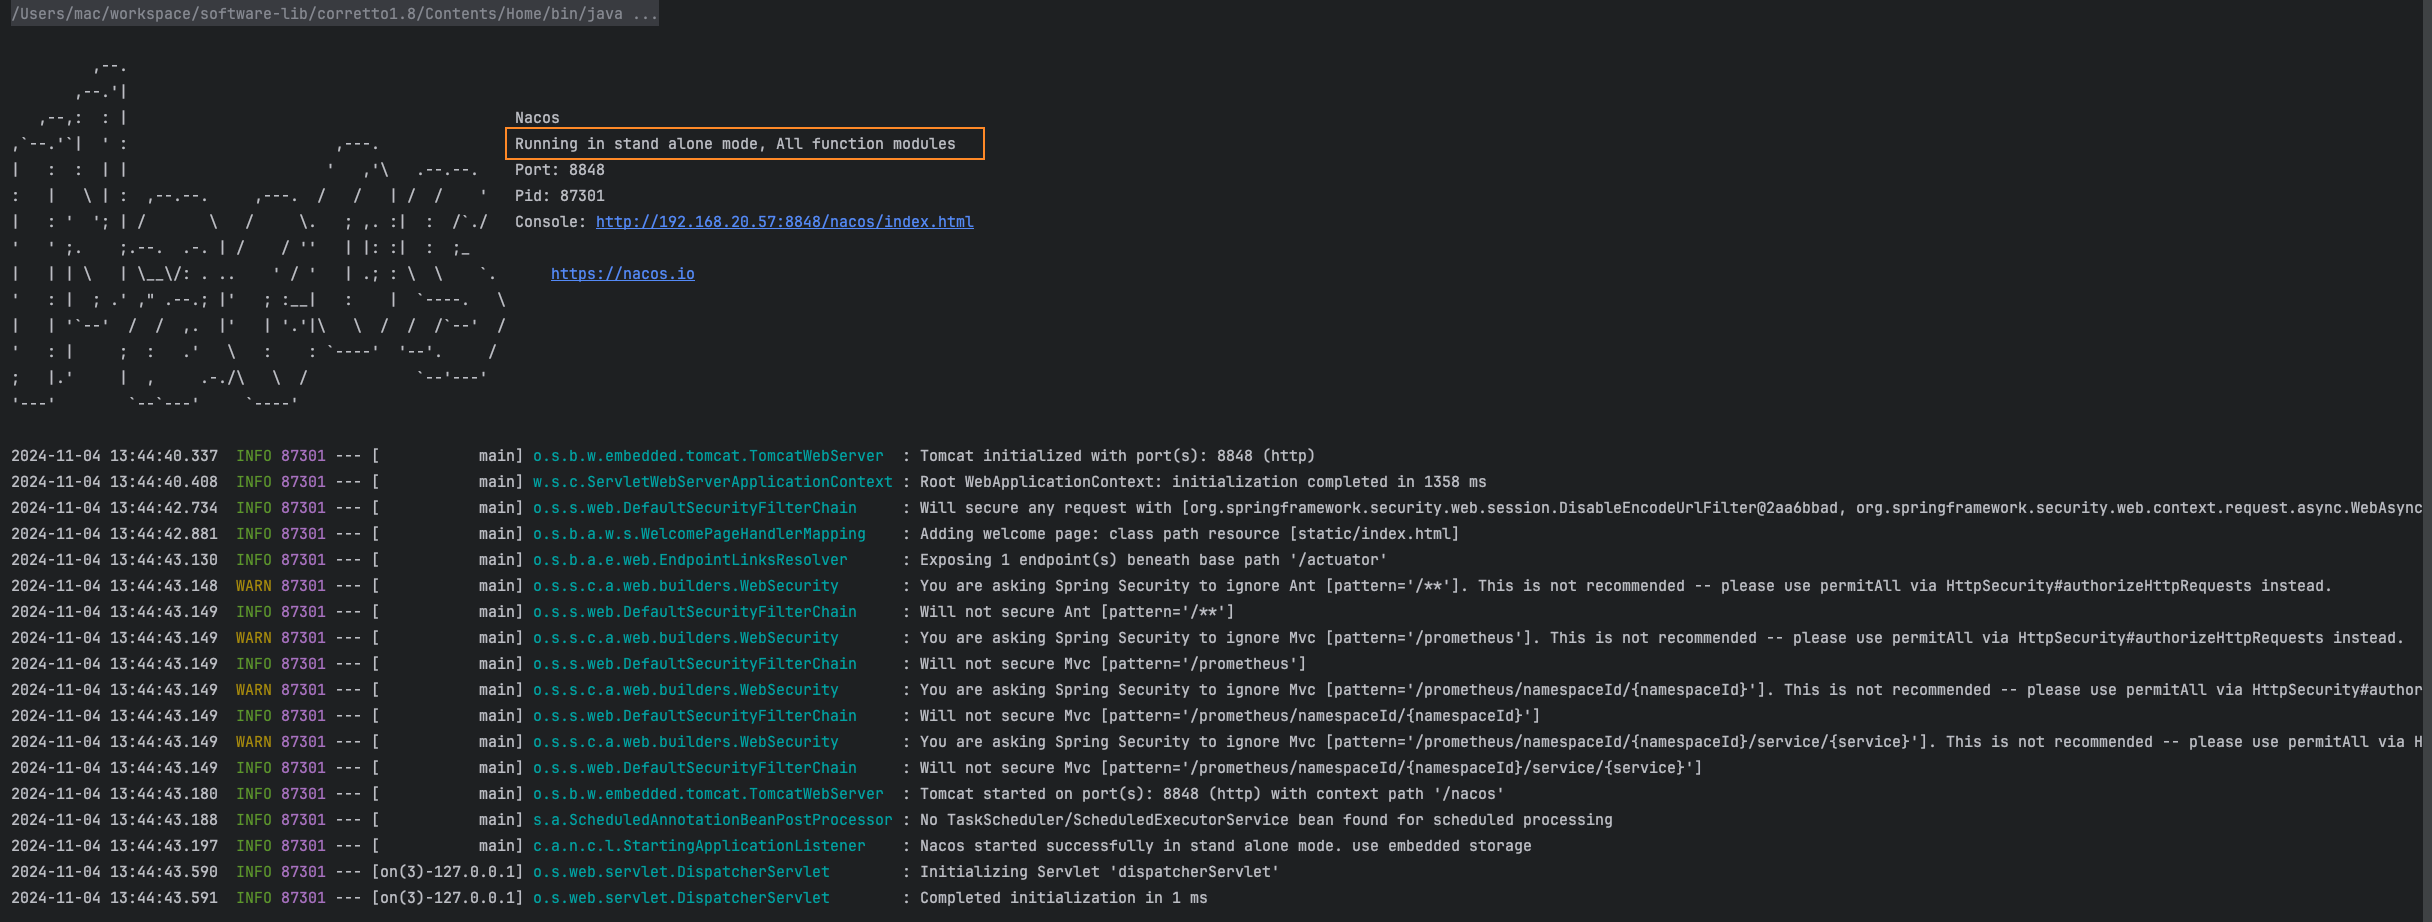 /Users/mac/workspace/software-lib/corretto1.8/Contents/Home/bin/java ...
         ,--.
       ,--.'|
   ,--,:  : |                                           Nacos
,`--.'`|  ' :                       ,---.               Running in stand alone mode, All function modules
|   :  :  | |                      '   ,'\   .--.--.    Port: 8848
:   |   \ | :  ,--.--.     ,---.  /   /   | /  /    '   Pid: 87301
|   : '  '; | /       \   /     \.   ; ,. :|  :  /`./   Console: http://192.168.20.57:8848/nacos/index.html
'   ' ;.    ;.--.  .-. | /    / ''   | |: :|  :  ;_
|   | | \   | \__\/: . ..    ' / '   | .; : \  \    `.      https://nacos.io
'   : |  ; .' ," .--.; |'   ; :__|   :    |  `----.   \
|   | '`--'  /  /  ,.  |'   | '.'|\   \  /  /  /`--'  /
'   : |     ;  :   .'   \   :    : `----'  '--'.     /
;   |.'     |  ,     .-./\   \  /            `--'---'
'---'        `--`---'     `----'
2024-11-04 13:44:40.337  INFO 87301 --- [           main] o.s.b.w.embedded.tomcat.TomcatWebServer  : Tomcat initialized with port(s): 8848 (http)
2024-11-04 13:44:40.408  INFO 87301 --- [           main] w.s.c.ServletWebServerApplicationContext : Root WebApplicationContext: initialization completed in 1358 ms
2024-11-04 13:44:42.734  INFO 87301 --- [           main] o.s.s.web.DefaultSecurityFilterChain     : Will secure any request with [org.springframework.security.web.session.DisableEncodeUrlFilter@2aa6bbad, org.springframework.security.web.context.request.async.WebAsync
2024-11-04 13:44:42.881  INFO 87301 --- [           main] o.s.b.a.w.s.WelcomePageHandlerMapping    : Adding welcome page: class path resource [static/index.html]
2024-11-04 13:44:43.130  INFO 87301 --- [           main] o.s.b.a.e.web.EndpointLinksResolver      : Exposing 1 endpoint(s) beneath base path '/actuator'
2024-11-04 13:44:43.148  WARN 87301 --- [           main] o.s.s.c.a.web.builders.WebSecurity       : You are asking Spring Security to ignore Ant [pattern='/**']. This is not recommended -- please use permitAll via HttpSecurity#authorizeHttpRequests instead.
2024-11-04 13:44:43.149  INFO 87301 --- [           main] o.s.s.web.DefaultSecurityFilterChain     : Will not secure Ant [pattern='/**']
2024-11-04 13:44:43.149  WARN 87301 --- [           main] o.s.s.c.a.web.builders.WebSecurity       : You are asking Spring Security to ignore Mvc [pattern='/prometheus']. This is not recommended -- please use permitAll via HttpSecurity#authorizeHttpRequests instead.
2024-11-04 13:44:43.149  INFO 87301 --- [           main] o.s.s.web.DefaultSecurityFilterChain     : Will not secure Mvc [pattern='/prometheus']
2024-11-04 13:44:43.149  WARN 87301 --- [           main] o.s.s.c.a.web.builders.WebSecurity       : You are asking Spring Security to ignore Mvc [pattern='/prometheus/namespaceId/{namespaceId}']. This is not recommended -- please use permitAll via HttpSecurity#author
2024-11-04 13:44:43.149  INFO 87301 --- [           main] o.s.s.web.DefaultSecurityFilterChain     : Will not secure Mvc [pattern='/prometheus/namespaceId/{namespaceId}']
2024-11-04 13:44:43.149  WARN 87301 --- [           main] o.s.s.c.a.web.builders.WebSecurity       : You are asking Spring Security to ignore Mvc [pattern='/prometheus/namespaceId/{namespaceId}/service/{service}']. This is not recommended -- please use permitAll via H
2024-11-04 13:44:43.149  INFO 87301 --- [           main] o.s.s.web.DefaultSecurityFilterChain     : Will not secure Mvc [pattern='/prometheus/namespaceId/{namespaceId}/service/{service}']
2024-11-04 13:44:43.180  INFO 87301 --- [           main] o.s.b.w.embedded.tomcat.TomcatWebServer  : Tomcat started on port(s): 8848 (http) with context path '/nacos'
2024-11-04 13:44:43.188  INFO 87301 --- [           main] s.a.ScheduledAnnotationBeanPostProcessor : No TaskScheduler/ScheduledExecutorService bean found for scheduled processing
2024-11-04 13:44:43.197  INFO 87301 --- [           main] c.a.n.c.l.StartingApplicationListener    : Nacos started successfully in stand alone mode. use embedded storage
2024-11-04 13:44:43.590  INFO 87301 --- [on(3)-127.0.0.1] o.s.web.servlet.DispatcherServlet        : Initializing Servlet 'dispatcherServlet'
2024-11-04 13:44:43.591  INFO 87301 --- [on(3)-127.0.0.1] o.s.web.servlet.DispatcherServlet        : Completed initialization in 1 ms